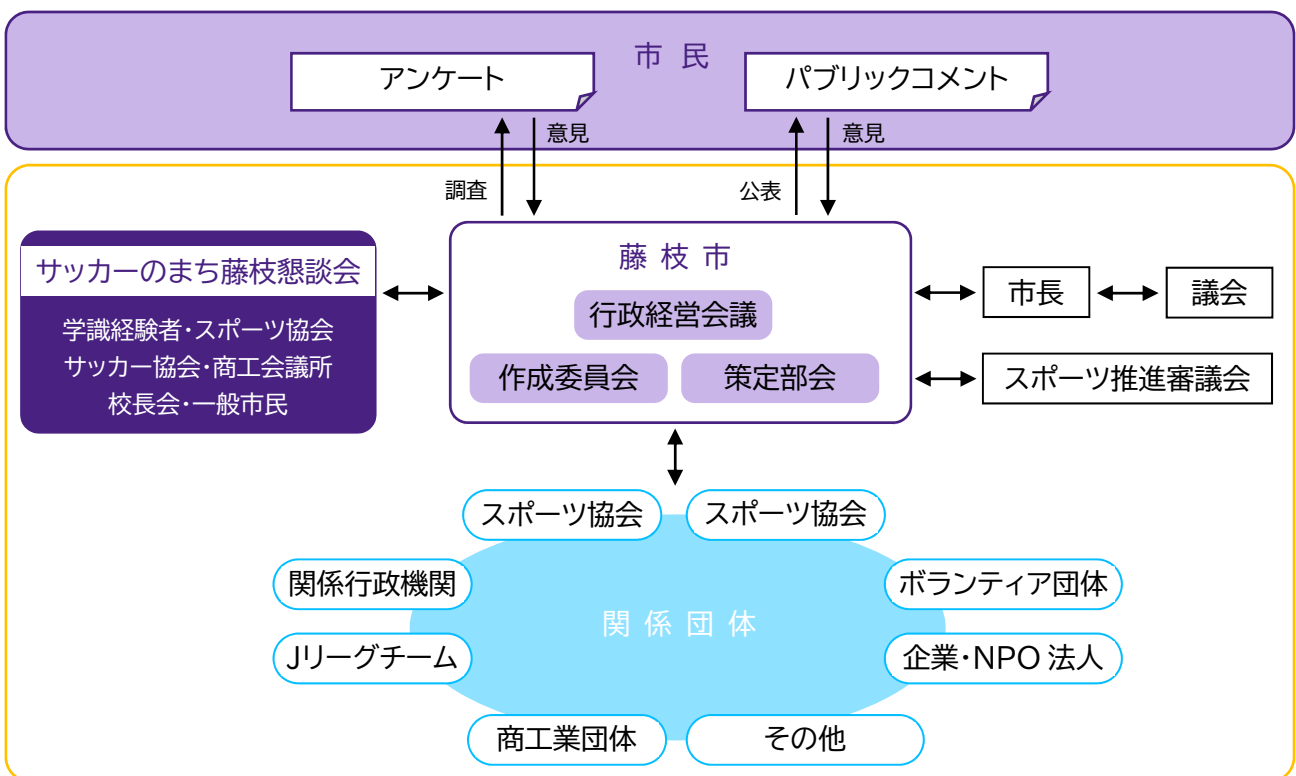 市民
アンケート
パブリックコメント
意見
意見
調査
公表
サッカーのまち藤枝懇談会
学識経験者・スポーツ協会
サッカー協会・商工会議所
校長会・一般市民
藤枝市
行政経営会議
作成委員会
策定部会
市長
議会
スポーツ推進審議会
スポーツ協会
スポーツ協会
関係行政機関
ボランティア団体
関係団体
Jリーグチーム
企業・NPO 法人
商工業団体
その他